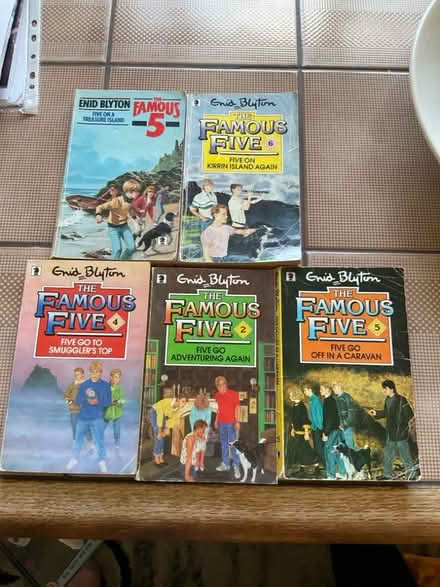 ENID BLYTON
FIVE ON A
TREASURE ISLAND
THE
FAMOUS
5
Enid Blyton
THE
FAMOUS
FIVE 6
FIVE ON
KIRRIN ISLAND AGAIN
Enid Blyton
THE
FAMOUS
FIVE 4
FIVE GO TO
SMUGGLER'S TOP
Enid Blyton
THE
FAMOUS
FIVE 2
FIVE GO
ADVENTURING AGAIN
Enid Blyton
THE
FAMOUS
FIVE 5
FIVE GO
OFF IN A CARAVAN